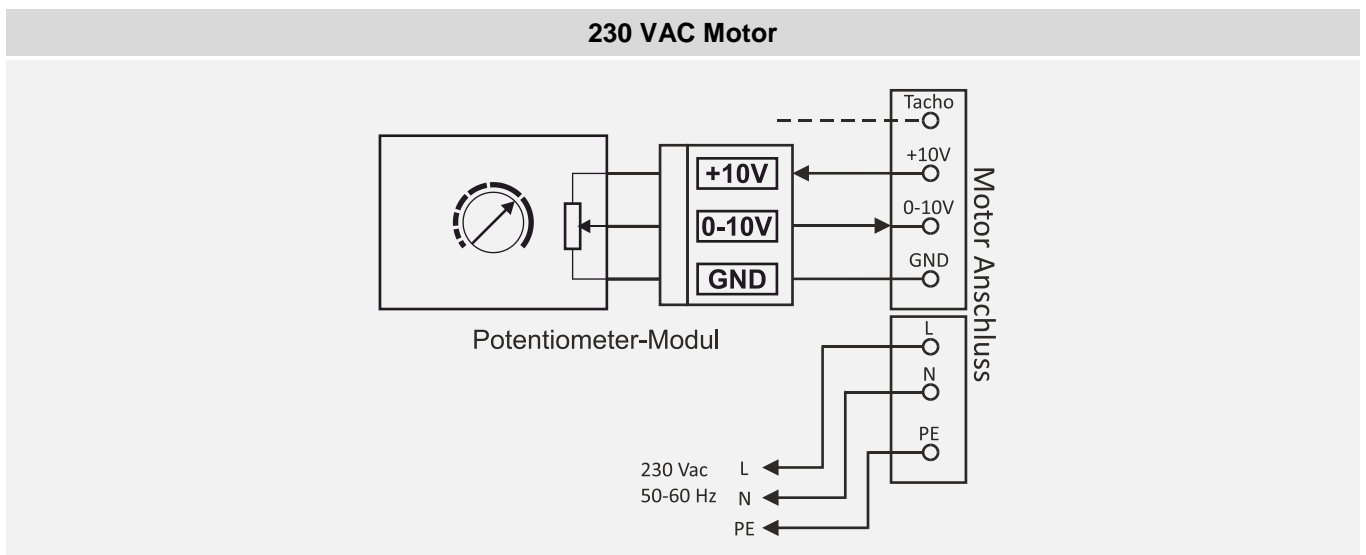 230 VAC Motor
Tacho
+10V
+10V
0-10V
0-10V
GND
GND
Motor Anschluss
Potentiometer-Modul
L
N
PE
230 Vac L
50-60 Hz N
PE